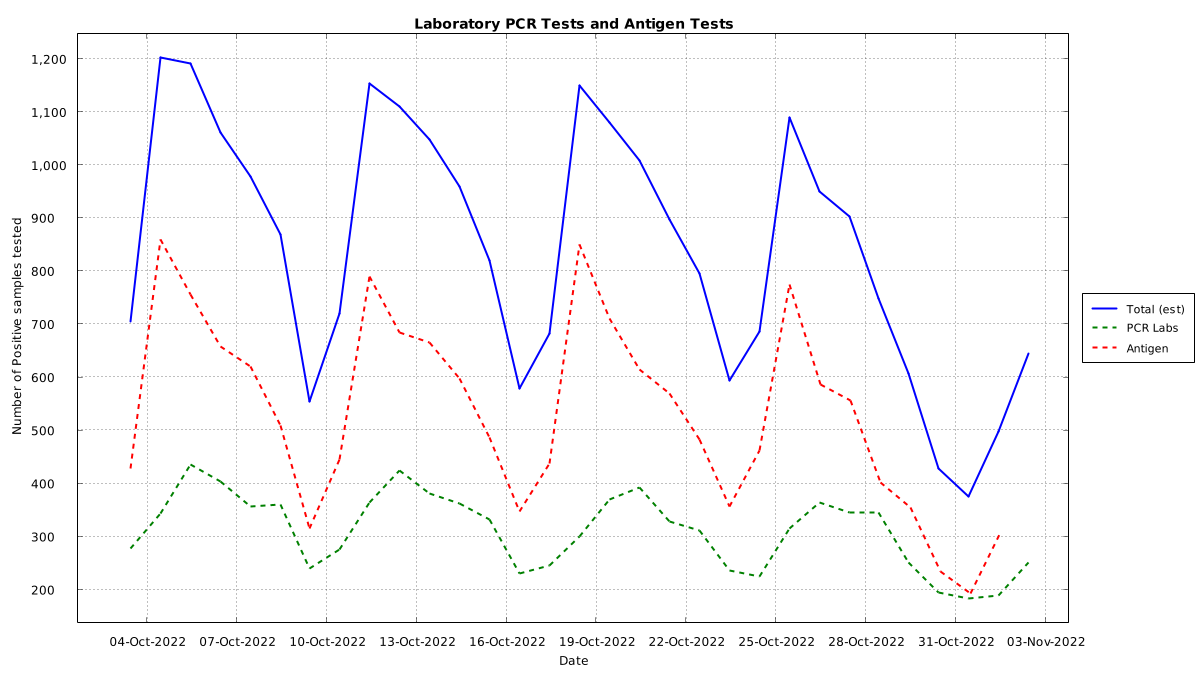 Laboratory PCR Tests and Antigen Tests
1,200
1,100
1,000
900
800
700
600
500
400
300
200
Number of Positive samples tested
04-Oct-2022 07-Oct-2022 10-Oct-2022 13-Oct-2022 16-Oct-2022 19-Oct-2022 22-Oct-2022 25-Oct-2022 28-Oct-2022 31-Oct-2022 03-Nov-2022
Date
Total (est)
PCR Labs
Antigen